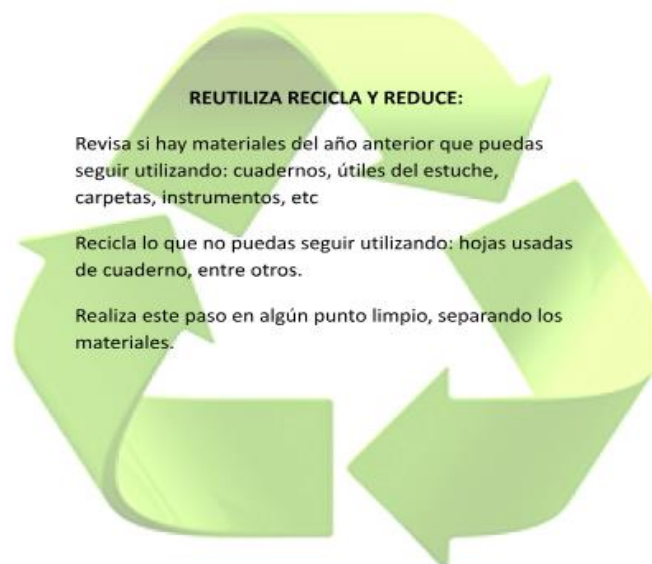 REUTILIZA RECICLA Y REDUCE:
Revisa si hay materiales del año anterior que puedas
seguir utilizando: cuadernos, útiles del estuche,
carpetas, instrumentos, etc
Recicla lo que no puedas seguir utilizando: hojas usadas
de cuaderno, entre otros.
Realiza este paso en algún punto limpio, separando los
materiales.